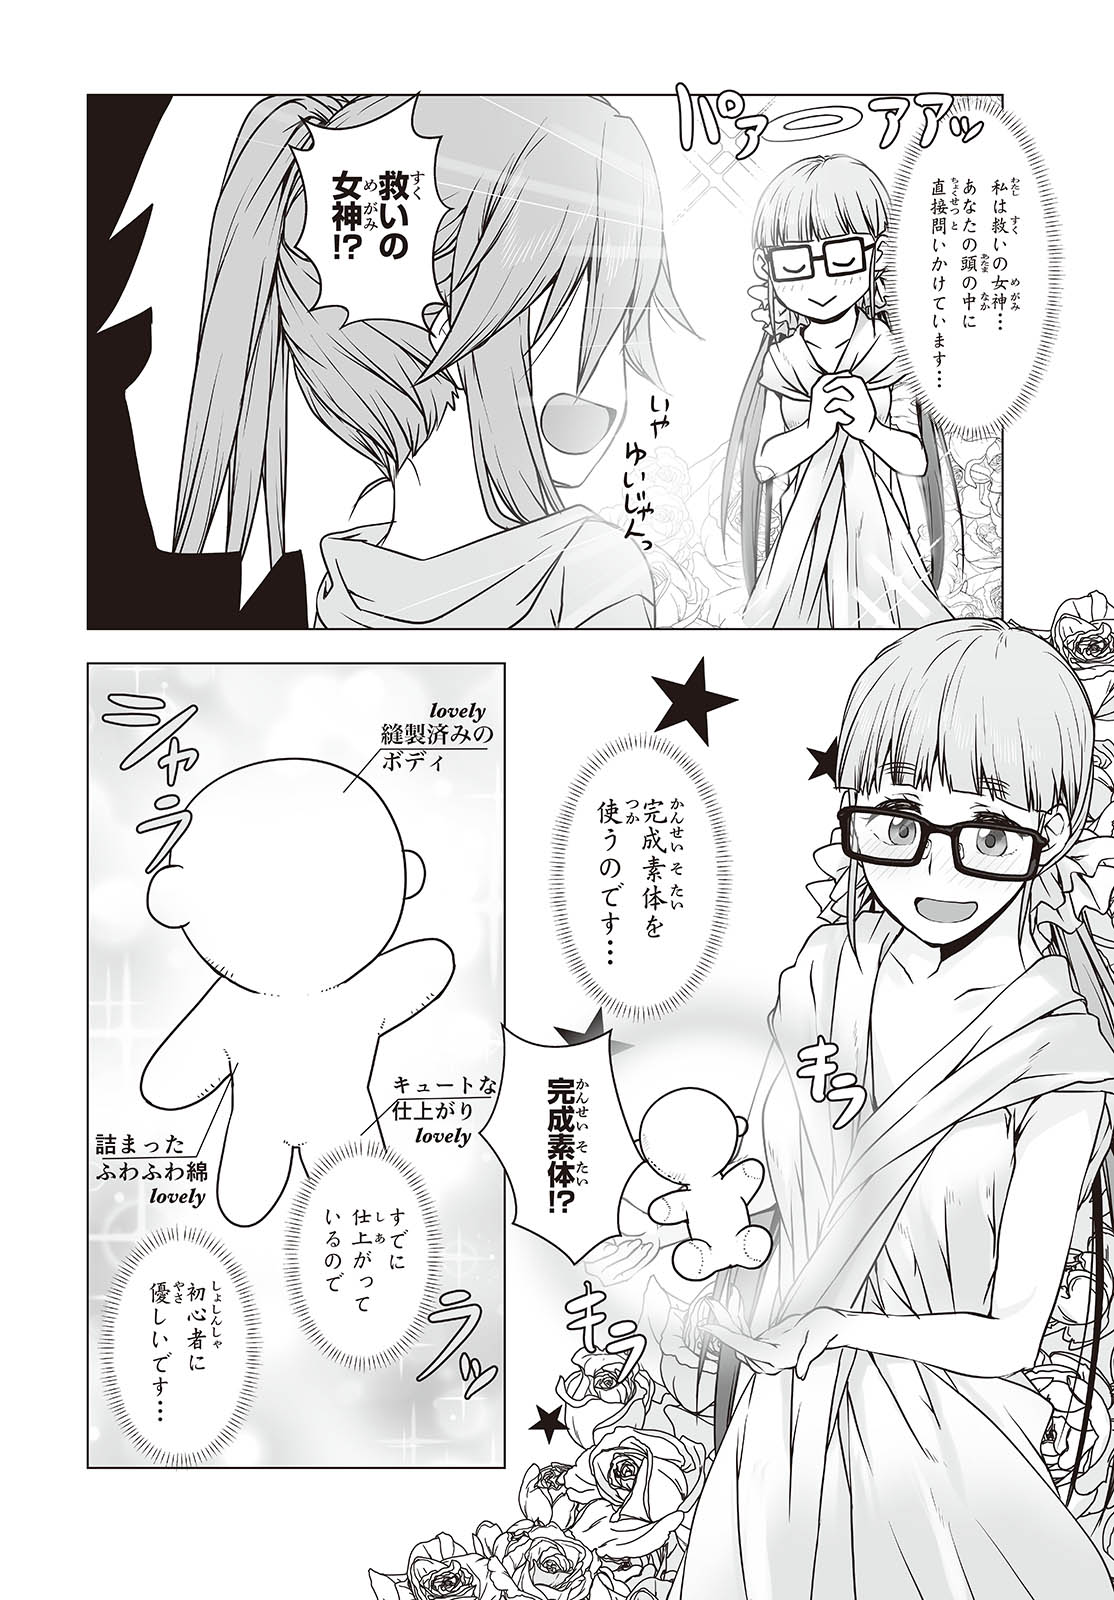 パァーアアッ
私は救いの女神…
あなたの頭の中に
直接問いかけています…
救いの
女神!?
いや
ゆいじゃんっ
完成素体を
使うのです…
キラ
完成素体!?
キラ
lovely
縫製済みの
ボディ
シャラ
キュートな
仕上がり
lovely
詰まった
ふわふわ綿
lovely
すでに
仕上がって
いるので
ラッ
初心者に
優しいです…